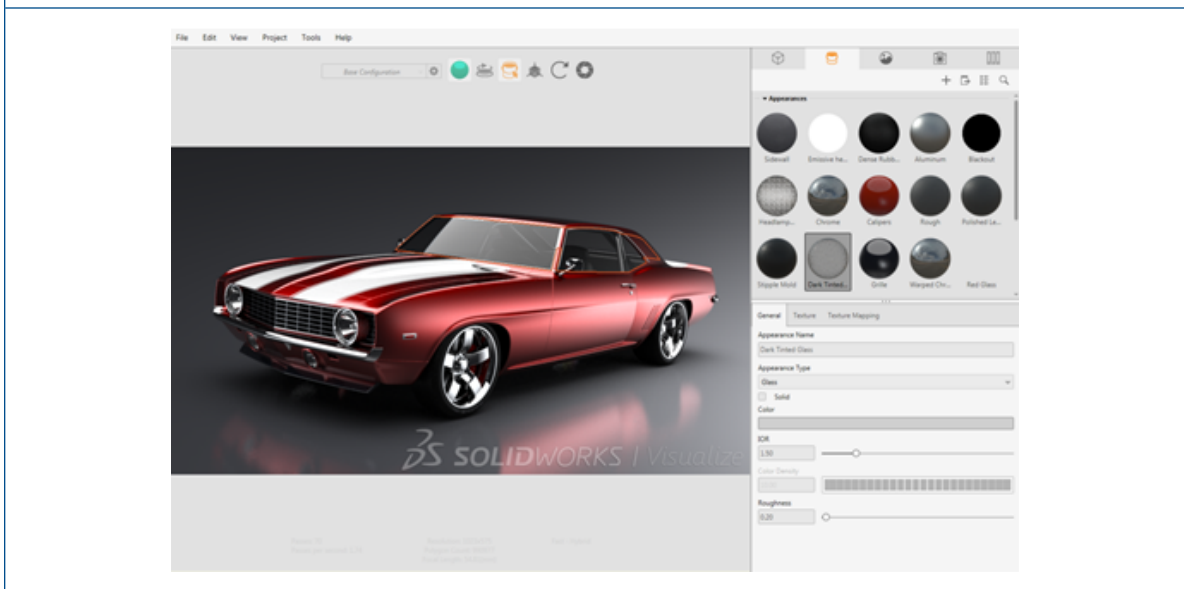 File Edit View Project Tools Help
Base Configuration
Appearances
Sidewall Emissive he... Dense Rubb... Aluminum Blackout
Headlamp... Chrome Calipers Rough Polished Le...
Stipple Mold Dark Tinted... Grille Warped Chr... Red Glass
General Texture Texture Mapping
Appearance Name
Dark Tinted Glass
Appearance Type
Glass
Solid
Color
IOR
1.50
Color Density
Roughness
0.20
SOLIDWORKS | Visualize